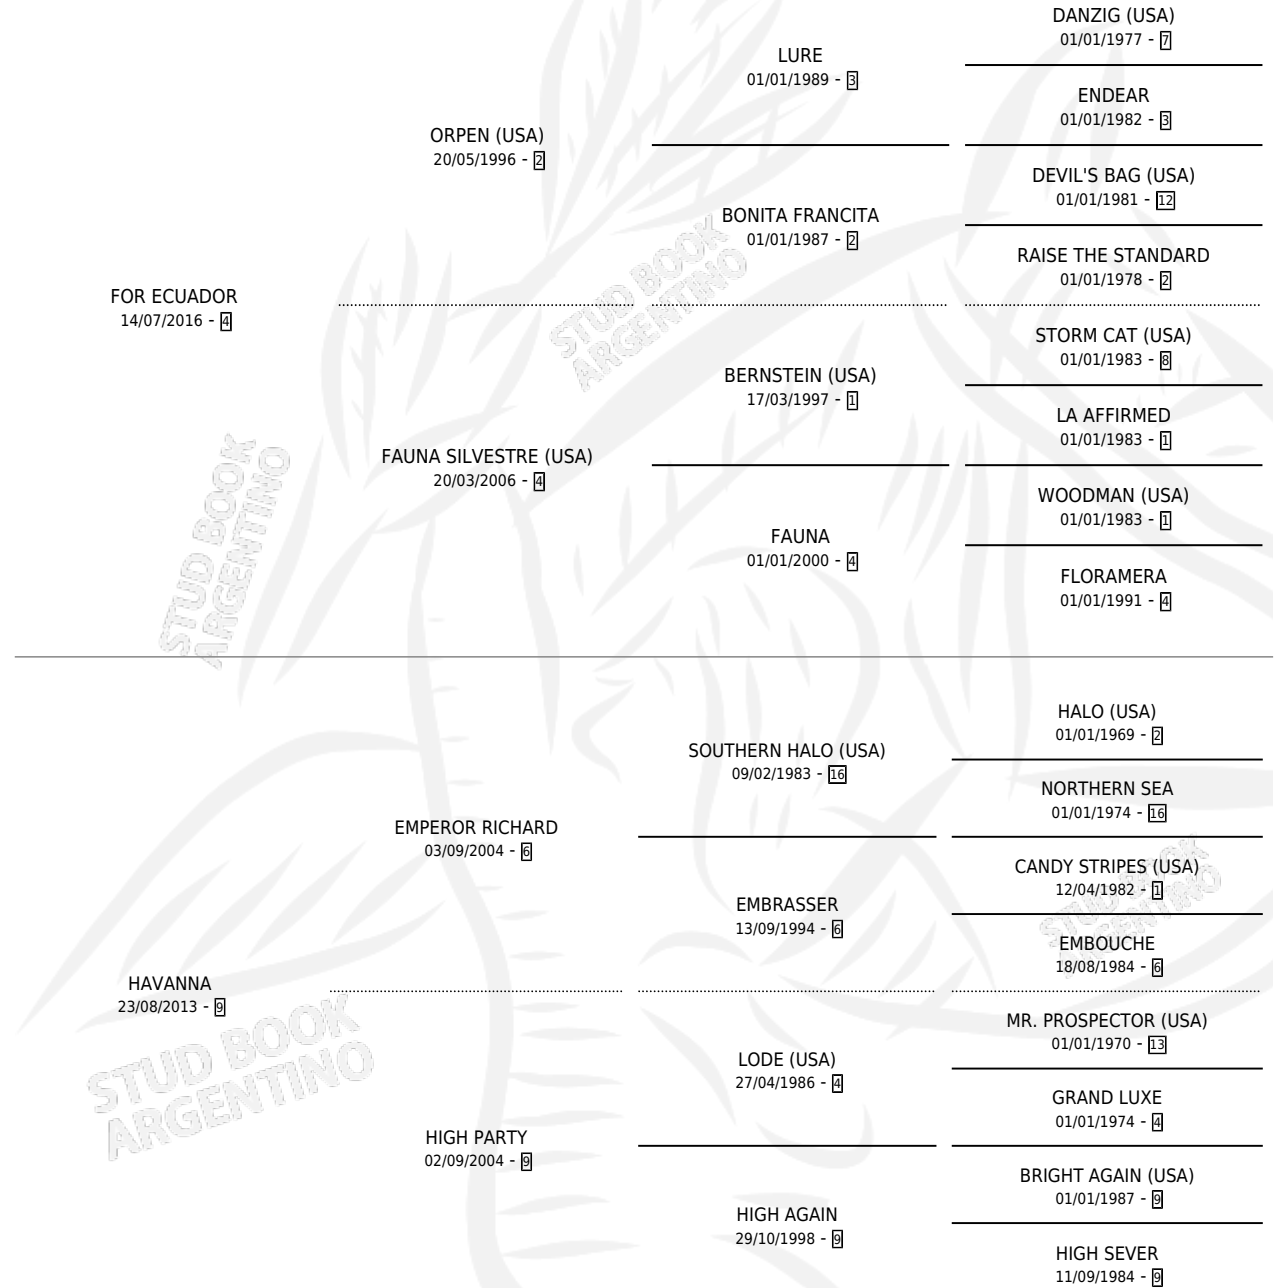 DANZIG (USA)
01/01/1977 - 7
LURE
01/01/1989 - 3
ENDEAR
01/01/1982 - 3
ORPEN (USA)
20/05/1996 - 2
DEVIL'S BAG (USA)
01/01/1981 - 12
BONITA FRANCITA
01/01/1987 - 2
RAISE THE STANDARD
01/01/1978 - 2
FOR ECUADOR
14/07/2016 - 4
STUD BOOK
ARGENTINO
STORM CAT (USA)
01/01/1983 - 8
BERNSTEIN (USA)
17/03/1997 - 1
LA AFFIRMED
01/01/1983 - 1
FAUNA SILVESTRE (USA)
20/03/2006 - 4
WOODMAN (USA)
01/01/1983 - 1
FAUNA
01/01/2000 - 4
FLORAMERA
01/01/1991 - 4
STUD BOOK
ARGENTINO
HALO (USA)
01/01/1969 - 2
SOUTHERN HALO (USA)
09/02/1983 - 16
NORTHERN SEA
01/01/1974 - 16
EMPEROR RICHARD
03/09/2004 - 6
CANDY STRIPES (USA)
12/04/1982 - 1
EMBRASSER
13/09/1994 - 6
STUD BOOK
ARGENTINO
EMBOUCHE
18/08/1984 - 6
HAVANNA
23/08/2013 - 9
MR. PROSPECTOR (USA)
01/01/1970 - 13
LODE (USA)
27/04/1986 - 4
STUD BOOK
ARGENTINO
GRAND LUXE
01/01/1974 - 4
HIGH PARTY
02/09/2004 - 9
BRIGHT AGAIN (USA)
01/01/1987 - 9
HIGH AGAIN
29/10/1998 - 9
HIGH SEVER
11/09/1984 - 9